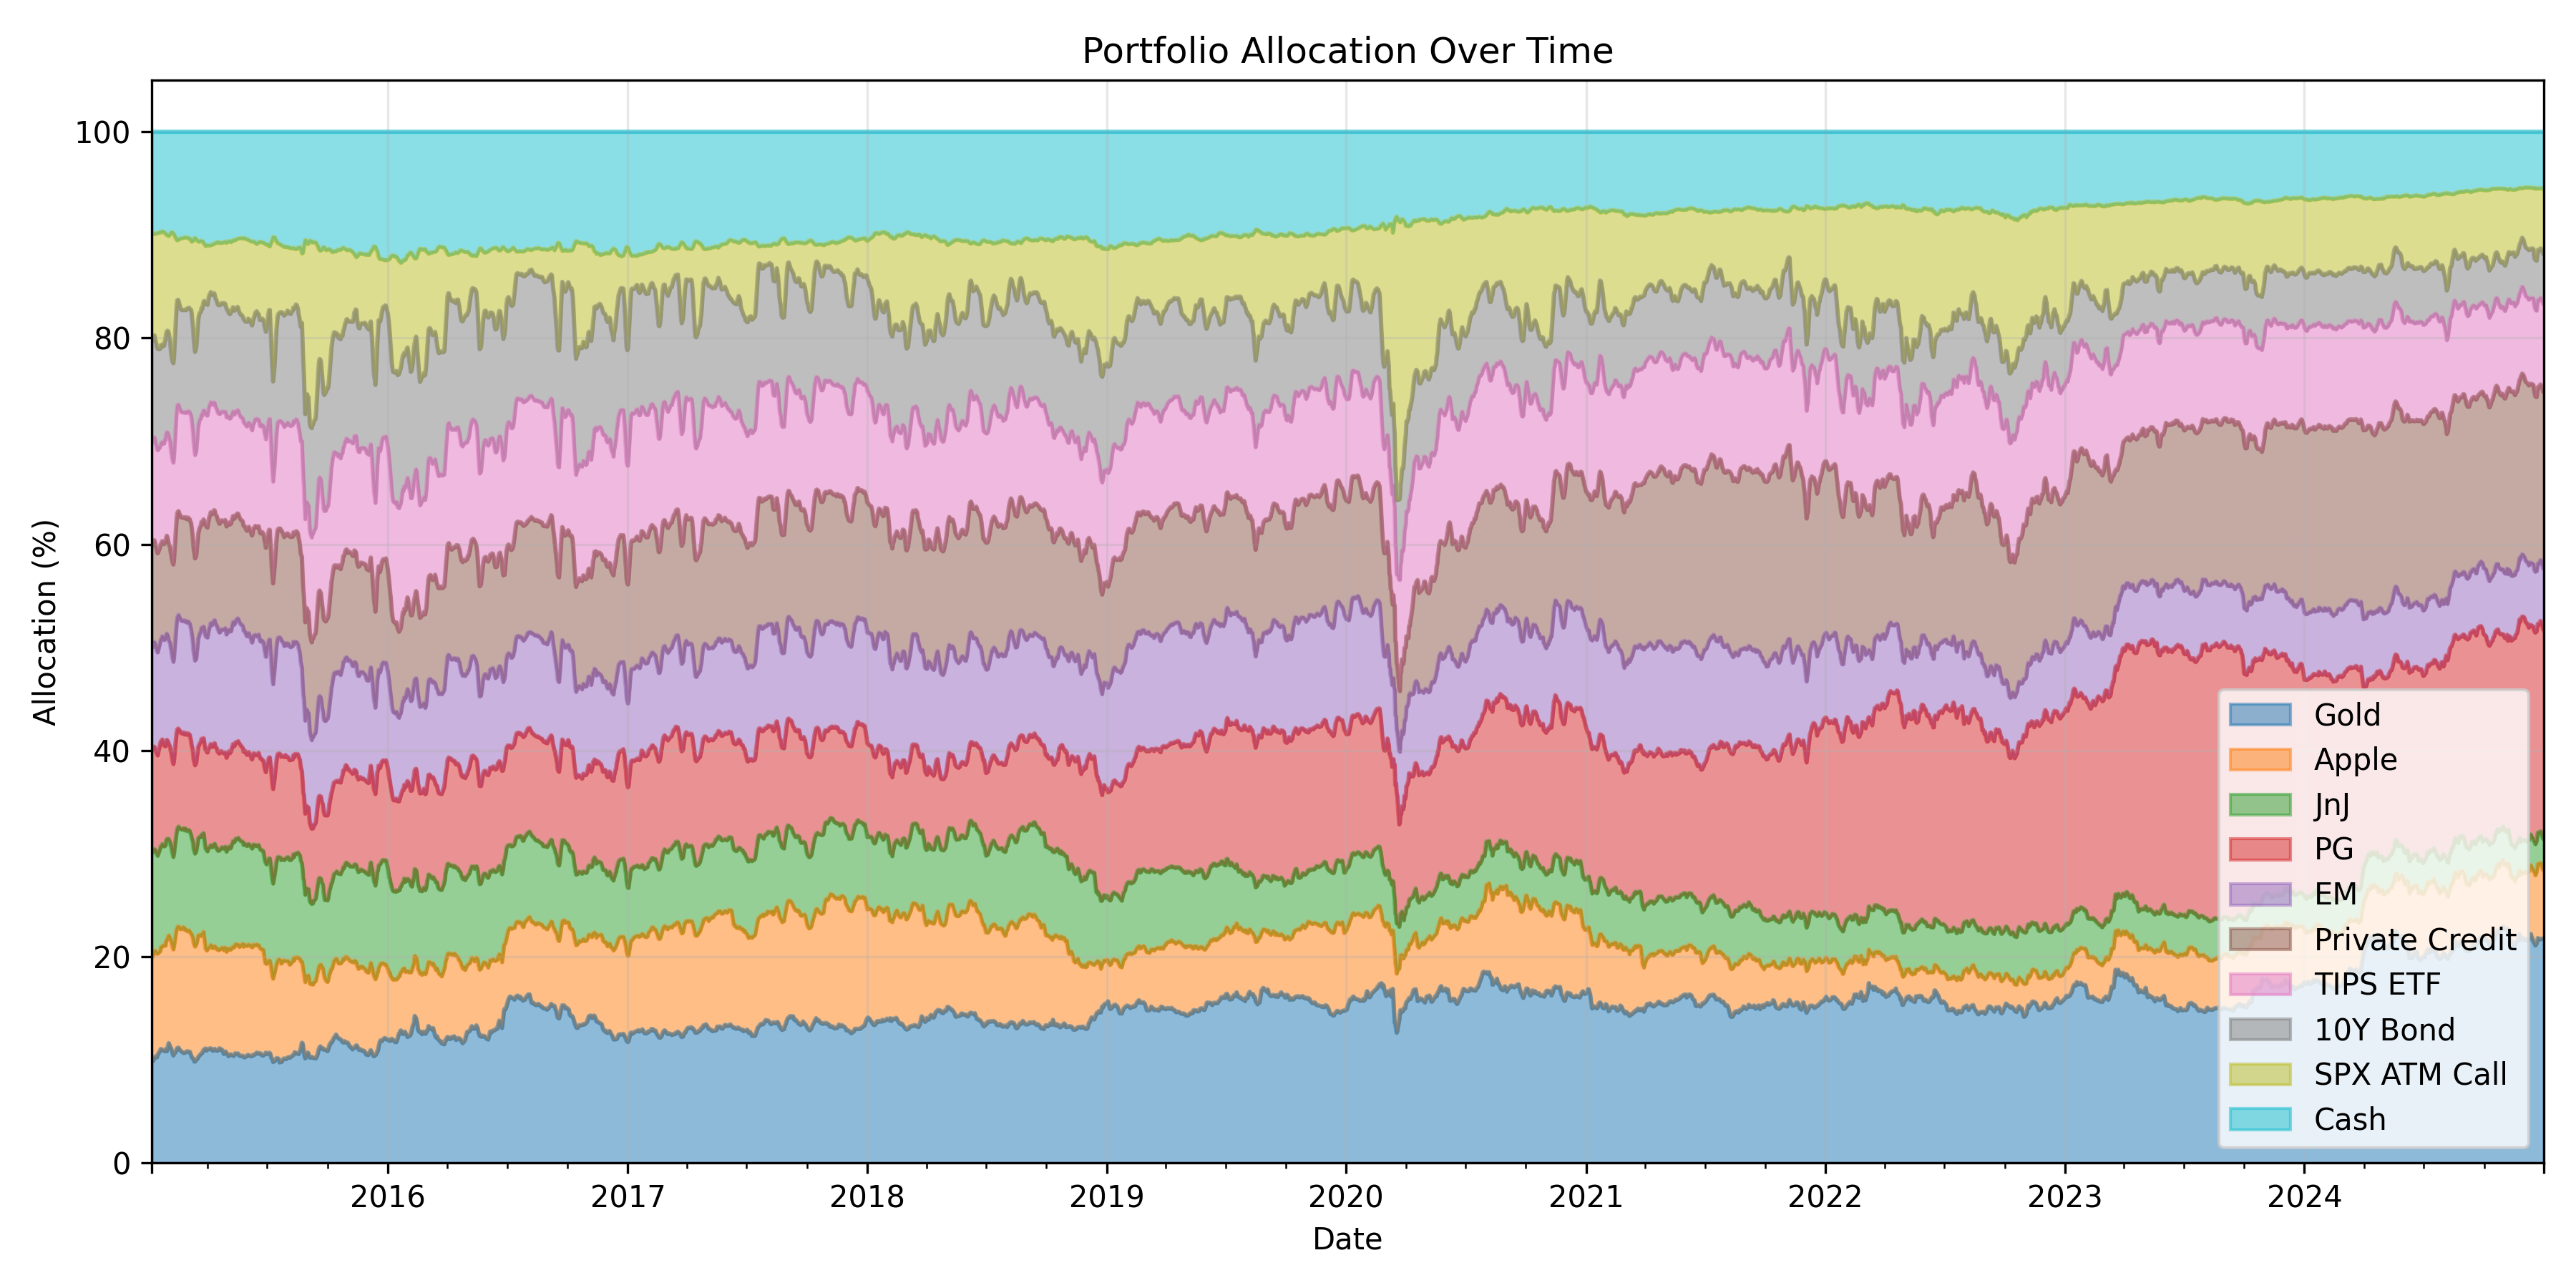 Portfolio Allocation Over Time
Allocation (%)
100
80
60
40
20
0
2016 2017 2018 2019 2020 2021 2022 2023 2024
Date
Gold
Apple
JnJ
PG
EM
Private Credit
TIPS ETF
10Y Bond
SPX ATM Call
Cash